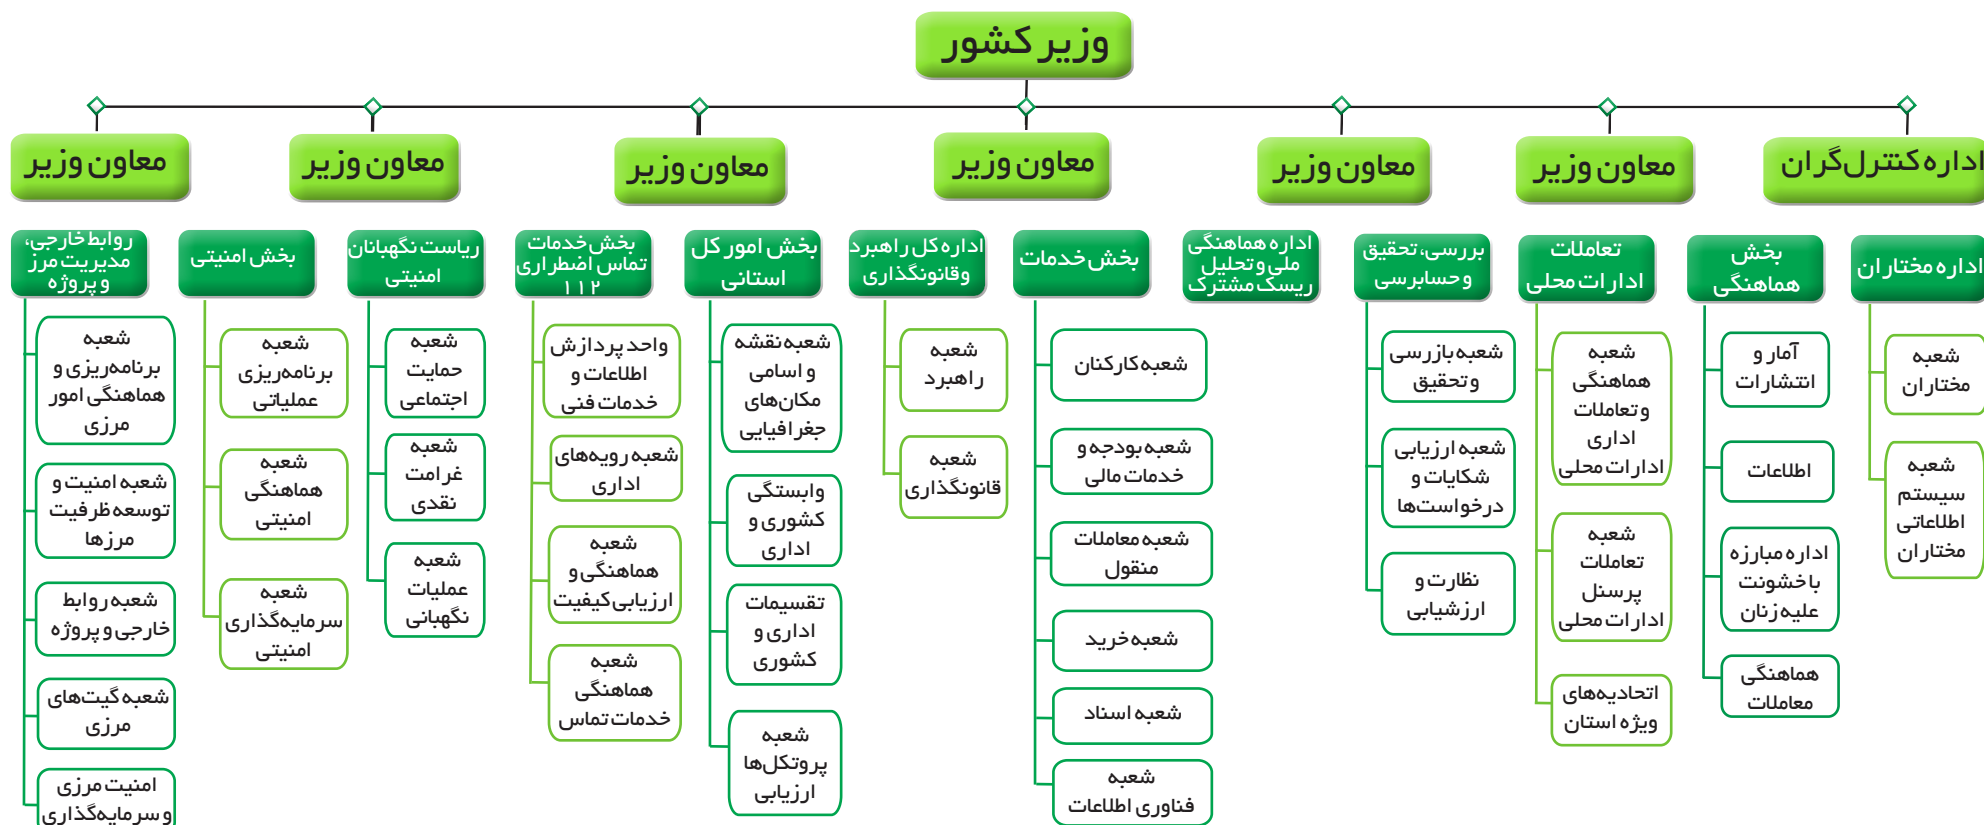 وزیر کشور
اداره کنترل‌گران
معاون وزیر
معاون وزیر
معاون وزیر
معاون وزیر
معاون وزیر
معاون وزیر
اداره مختاران
شعبه
مختاران
شعبه
سیستم
اطلاعاتی
مختاران
بخش
هماهنگی
آمار و
انتشارات
اطلاعات
اداره مبارزه
با خشونت
علیه زنان
هماهنگی
معاملات
تعاملات
ادارات محلی
شعبه
هماهنگی
و تعاملات
اداری
ادارات محلی
شعبه
تعاملات
پرسنل
ادارات محلی
اتحادیه‌های
ویژه استان
بررسی، تحقیق
و حسابرسی
شعبه بازرسی
و تحقیق
شعبه ارزیابی
شکایات و
درخواست‌ها
نظارت و
ارزشیابی
اداره هماهنگی
ملی و تحلیل
ریسک مشترک
بخش خدمات
شعبه کارکنان
شعبه بودجه و
خدمات مالی
شعبه معاملات
منقول
شعبه خرید
شعبه اسناد
شعبه
فناوری اطلاعات
اداره کل راهبرد
و قانونگذاری
شعبه
راهبرد
شعبه
قانونگذاری
بخش امور کل
استانی
شعبه نقشه
و اسامی
مکان‌های
جغرافیایی
وابستگی
کشوری و
اداری
تقسیمات
اداری و
کشوری
شعبه
پروتکل‌ها
ارزیابی
بخش خدمات
تماس اضطراری
۱۱۲
واحد پردازش
اطلاعات و
خدمات فنی
شعبه رویه‌های
اداری
شعبه
هماهنگی و
ارزیابی کیفیت
شعبه
هماهنگی
خدمات تماس
ریاست نگهبانان
امنیتی
شعبه
حمایت
اجتماعی
شعبه
غرامت
نقدی
شعبه
عملیات
نگهبانی
بخش امنیتی
شعبه
برنامه‌ریزی
عملیاتی
شعبه
هماهنگی
امنیتی
شعبه
سرمایه‌گذاری
امنیتی
روابط خارجی،
مدیریت مرز
و پروژه
شعبه
برنامه‌ریزی و
هماهنگی امور
مرزی
شعبه امنیت و
توسعه ظرفیت
مرزها
شعبه روابط
خارجی و پروژه
شعبه گیت‌های
مرزی
امنیت مرزی
و سرمایه‌گذاری